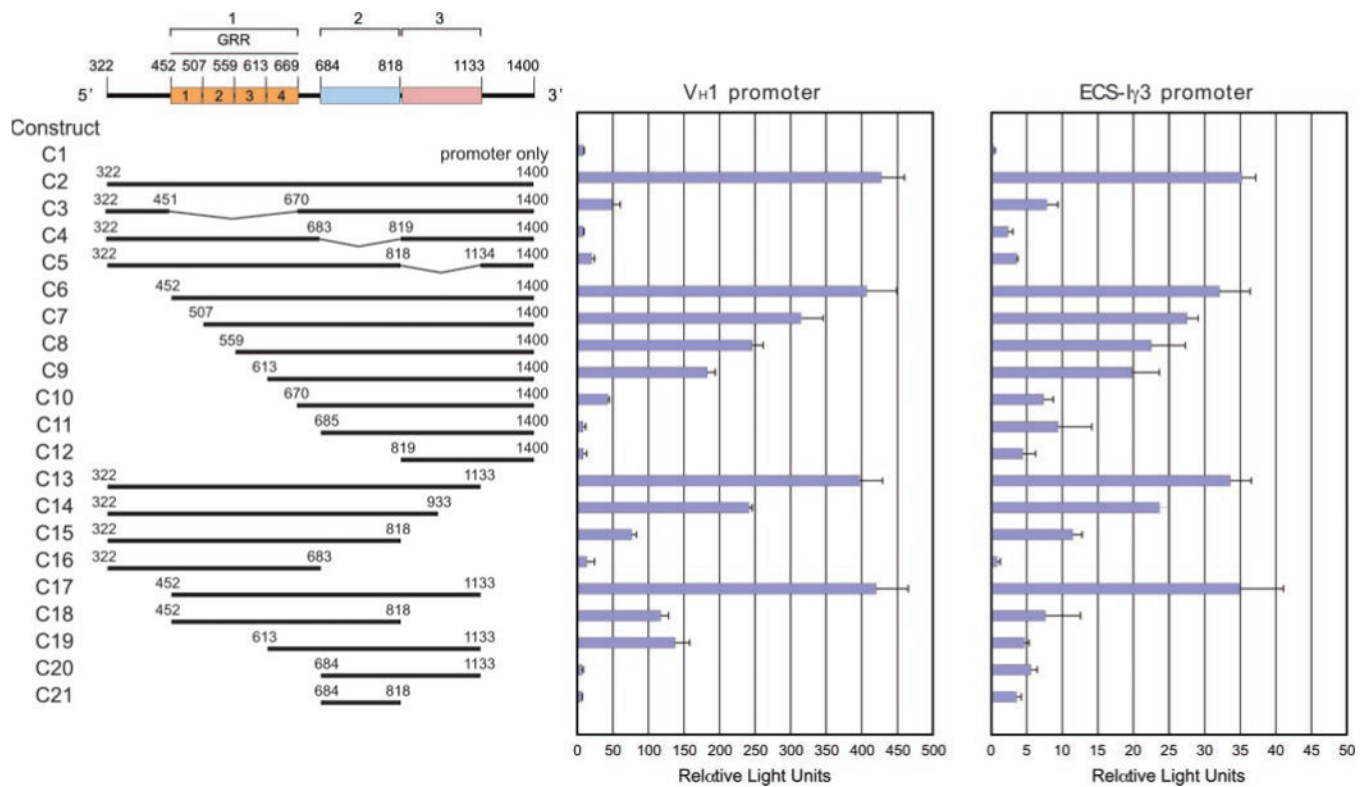 1 2 3
GRR
322 452 507 559 613 669 684 818 1133 1400
5' 1 2 3 4 3'
VH1 promoter ECS-Iγ3 promoter
Construct
C1 promoter only
C2 322 1400
C3 322 451 670 1400
C4 322 683 819 1400
C5 322 818 1134 1400
C6 452 1400
C7 507 1400
C8 559 1400
C9 613 1400
C10 670 1400
C11 685 1400
C12 819 1400
C13 322 1133
C14 322 933
C15 322 818
C16 322 683
C17 452 1133
C18 452 818
C19 613 1133
C20 684 1133
C21 684 818
0 50 100 150 200 250 300 350 400 450 500 0 5 10 15 20 23 30 35 40 45 50
Relative Light Units Relative Light Units